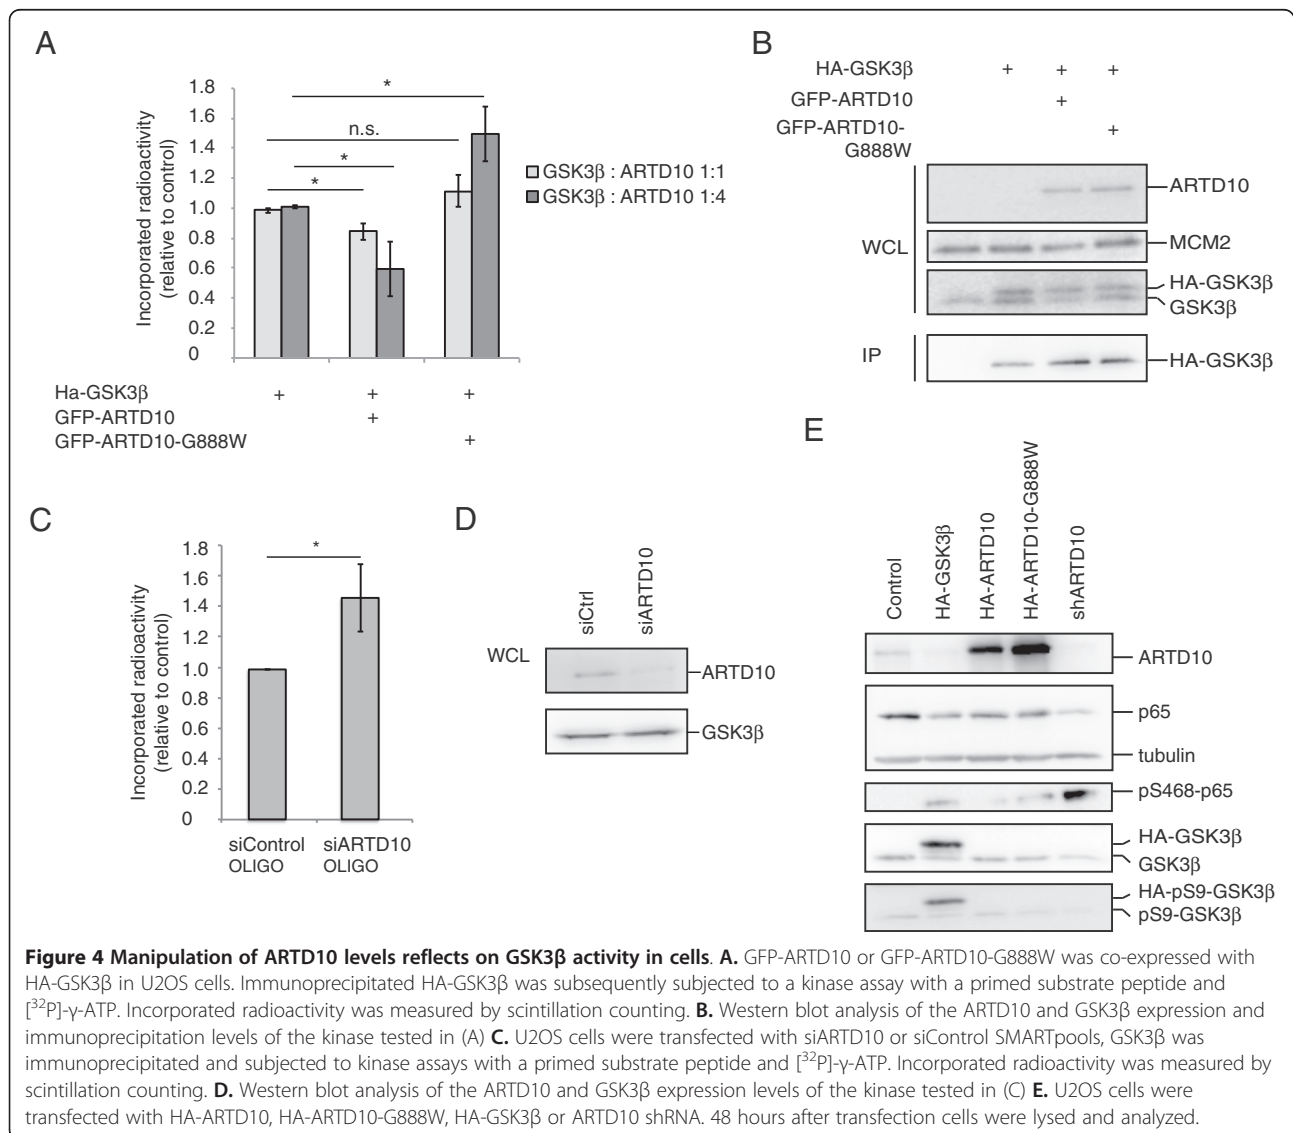 A
Incorporated radioactivity
(relative to control)
1.8
1.6
1.4
1.2
1.0
0.8
0.6
0.4
0.2
0
*
n.s.
*
*
GSK3β : ARTD10 1:1
GSK3β : ARTD10 1:4
Ha-GSK3β + + +
GFP-ARTD10 +
GFP-ARTD10-G888W +
B
HA-GSK3β + + +
GFP-ARTD10 +
GFP-ARTD10-
G888W +
ARTD10
WCL
MCM2
HA-GSK3β
GSK3β
IP
HA-GSK3β
C
Incorporated radioactivity
(relative to control)
1.8
1.6
1.4
1.2
1.0
0.8
0.6
0.4
0.2
0
*
siControl siARTD10
OLIGO OLIGO
D
siCtrl
siARTD10
WCL
ARTD10
GSK3β
E
Control
HA-GSK3β
HA-ARTD10
HA-ARTD10-G888W
shARTD10
ARTD10
p65
tubulin
pS468-p65
HA-GSK3β
GSK3β
HA-pS9-GSK3β
pS9-GSK3β
Figure 4 Manipulation of ARTD10 levels reflects on GSK3β activity in cells. A. GFP-ARTD10 or GFP-ARTD10-G888W was co-expressed with
HA-GSK3β in U2OS cells. Immunoprecipitated HA-GSK3β was subsequently subjected to a kinase assay with a primed substrate peptide and
[³²P]-γ-ATP. Incorporated radioactivity was measured by scintillation counting. B. Western blot analysis of the ARTD10 and GSK3β expression and
immunoprecipitation levels of the kinase tested in (A) C. U2OS cells were transfected with siARTD10 or siControl SMARTpools, GSK3β was
immunoprecipitated and subjected to kinase assays with a primed substrate peptide and [³²P]-γ-ATP. Incorporated radioactivity was measured by
scintillation counting. D. Western blot analysis of the ARTD10 and GSK3β expression levels of the kinase tested in (C) E. U2OS cells were
transfected with HA-ARTD10, HA-ARTD10-G888W, HA-GSK3β or ARTD10 shRNA. 48 hours after transfection cells were lysed and analyzed.